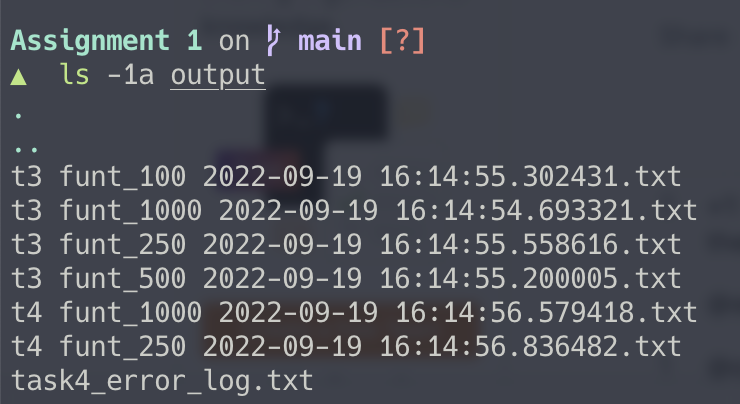 Assignment 1 on  main [?]
▲ ls -1a output
.
..
t3 funt_100 2022-09-19 16:14:55.302431.txt
t3 funt_1000 2022-09-19 16:14:54.693321.txt
t3 funt_250 2022-09-19 16:14:55.558616.txt
t3 funt_500 2022-09-19 16:14:55.200005.txt
t4 funt_1000 2022-09-19 16:14:56.579418.txt
t4 funt_250 2022-09-19 16:14:56.836482.txt
task4_error_log.txt